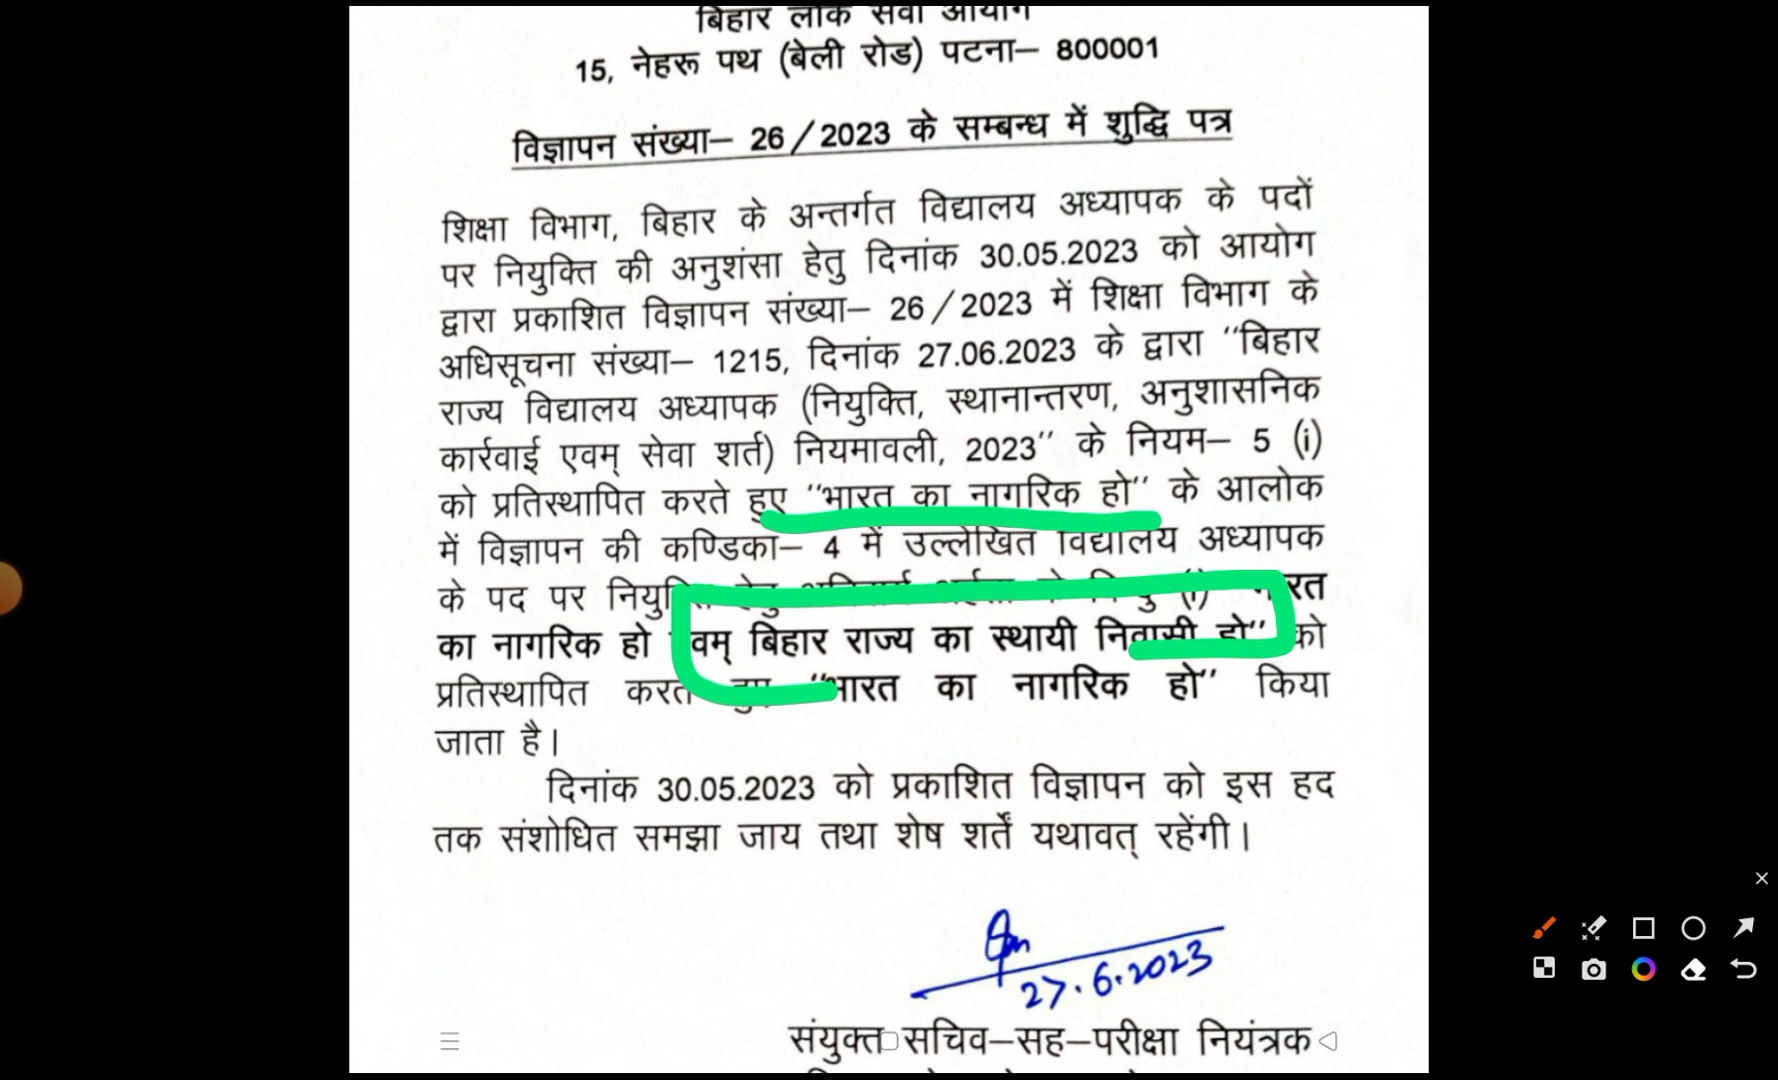 बिहार लोक सेवा आयोग
15, नेहरू पथ (बेली रोड) पटना– 800001
विज्ञापन संख्या– 26/2023 के सम्बन्ध में शुद्धि पत्र
शिक्षा विभाग, बिहार के अन्तर्गत विद्यालय अध्यापक के पदों
पर नियुक्ति की अनुशंसा हेतु दिनांक 30.05.2023 को आयोग
द्वारा प्रकाशित विज्ञापन संख्या– 26/2023 में शिक्षा विभाग के
अधिसूचना संख्या– 1215, दिनांक 27.06.2023 के द्वारा "बिहार
राज्य विद्यालय अध्यापक (नियुक्ति, स्थानान्तरण, अनुशासनिक
कार्रवाई एवम् सेवा शर्त) नियमावली, 2023" के नियम– 5 (i)
को प्रतिस्थापित करते हुए "भारत का नागरिक हो" के आलोक
में विज्ञापन की कण्डिका– 4 में उल्लेखित विद्यालय अध्यापक
के पद पर हेतु (i)
का नागरिक हो बिहार राज्य का स्थायी निवासी हो" को
प्रतिस्थापित करते हुए "भारत का नागरिक हो" किया
जाता है।
दिनांक 30.05.2023 को प्रकाशित विज्ञापन को इस हद
तक संशोधित समझा जाय तथा शेष शर्तें यथावत् रहेंगी।
27.6.2023
संयुक्त सचिव–सह–परीक्षा नियंत्रक